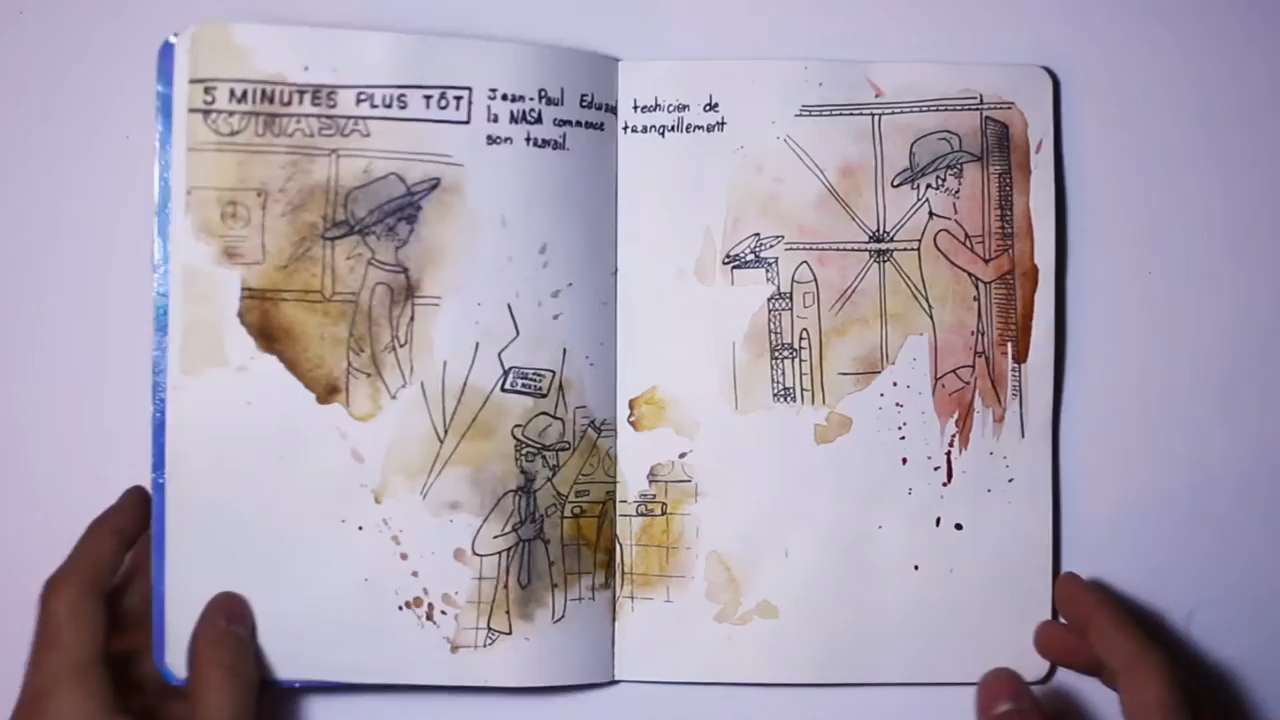 5 MINUTES PLUS TÔT
NASA
Jean-Paul Edward techicien de
la NASA commence tranquillement
son travail.
© NASA